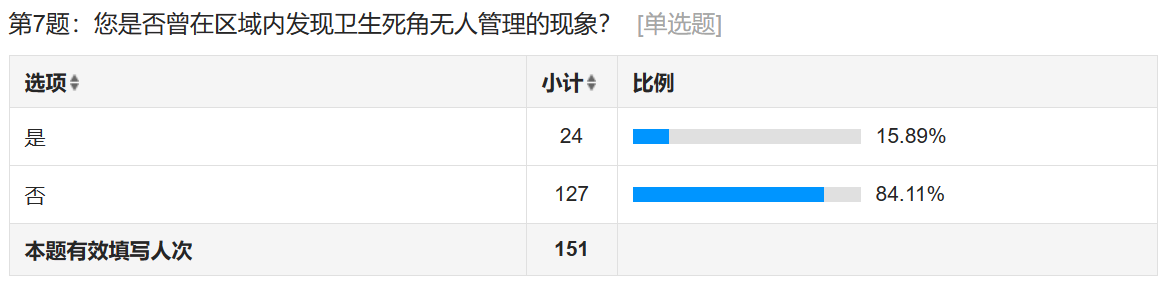 第7题：您是否曾在区域内发现卫生死角无人管理的现象？ [单选题]
选项 小计 比例
是 24 15.89%
否 127 84.11%
本题有效填写人次 151